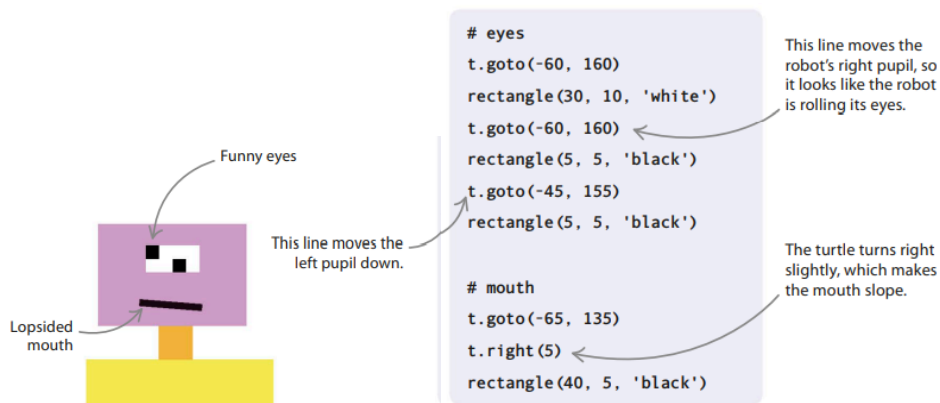 # eyes
t.goto(-60, 160)
rectangle(30, 10, 'white')
t.goto(-60, 160)
rectangle(5, 5, 'black')
t.goto(-45, 155)
rectangle(5, 5, 'black')
# mouth
t.goto(-65, 135)
t.right(5)
rectangle(40, 5, 'black')
This line moves the
robot's right pupil, so
it looks like the robot
is rolling its eyes.
Funny eyes
This line moves the
left pupil down.
The turtle turns right
slightly, which makes
the mouth slope.
Lopsided
mouth